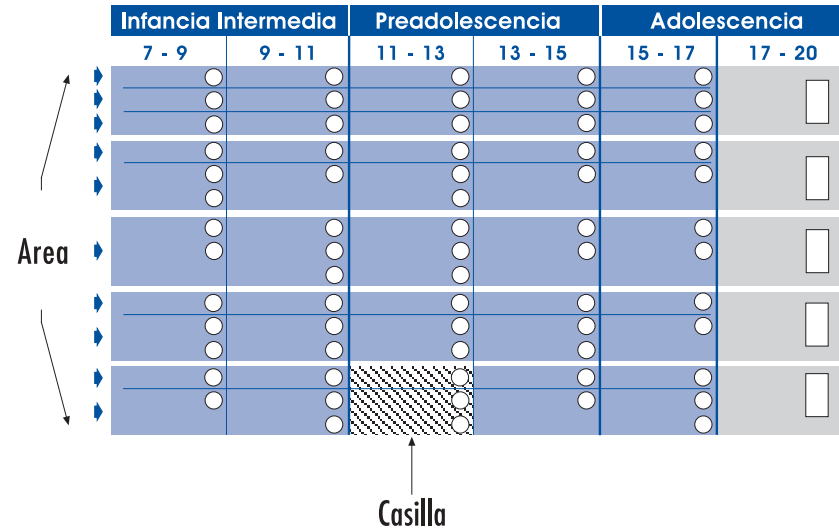 Infancia Intermedia Preadolescencia Adolescencia
7 - 9 9 - 11 11 - 13 13 - 15 15 - 17 17 - 20
Area
Casilla